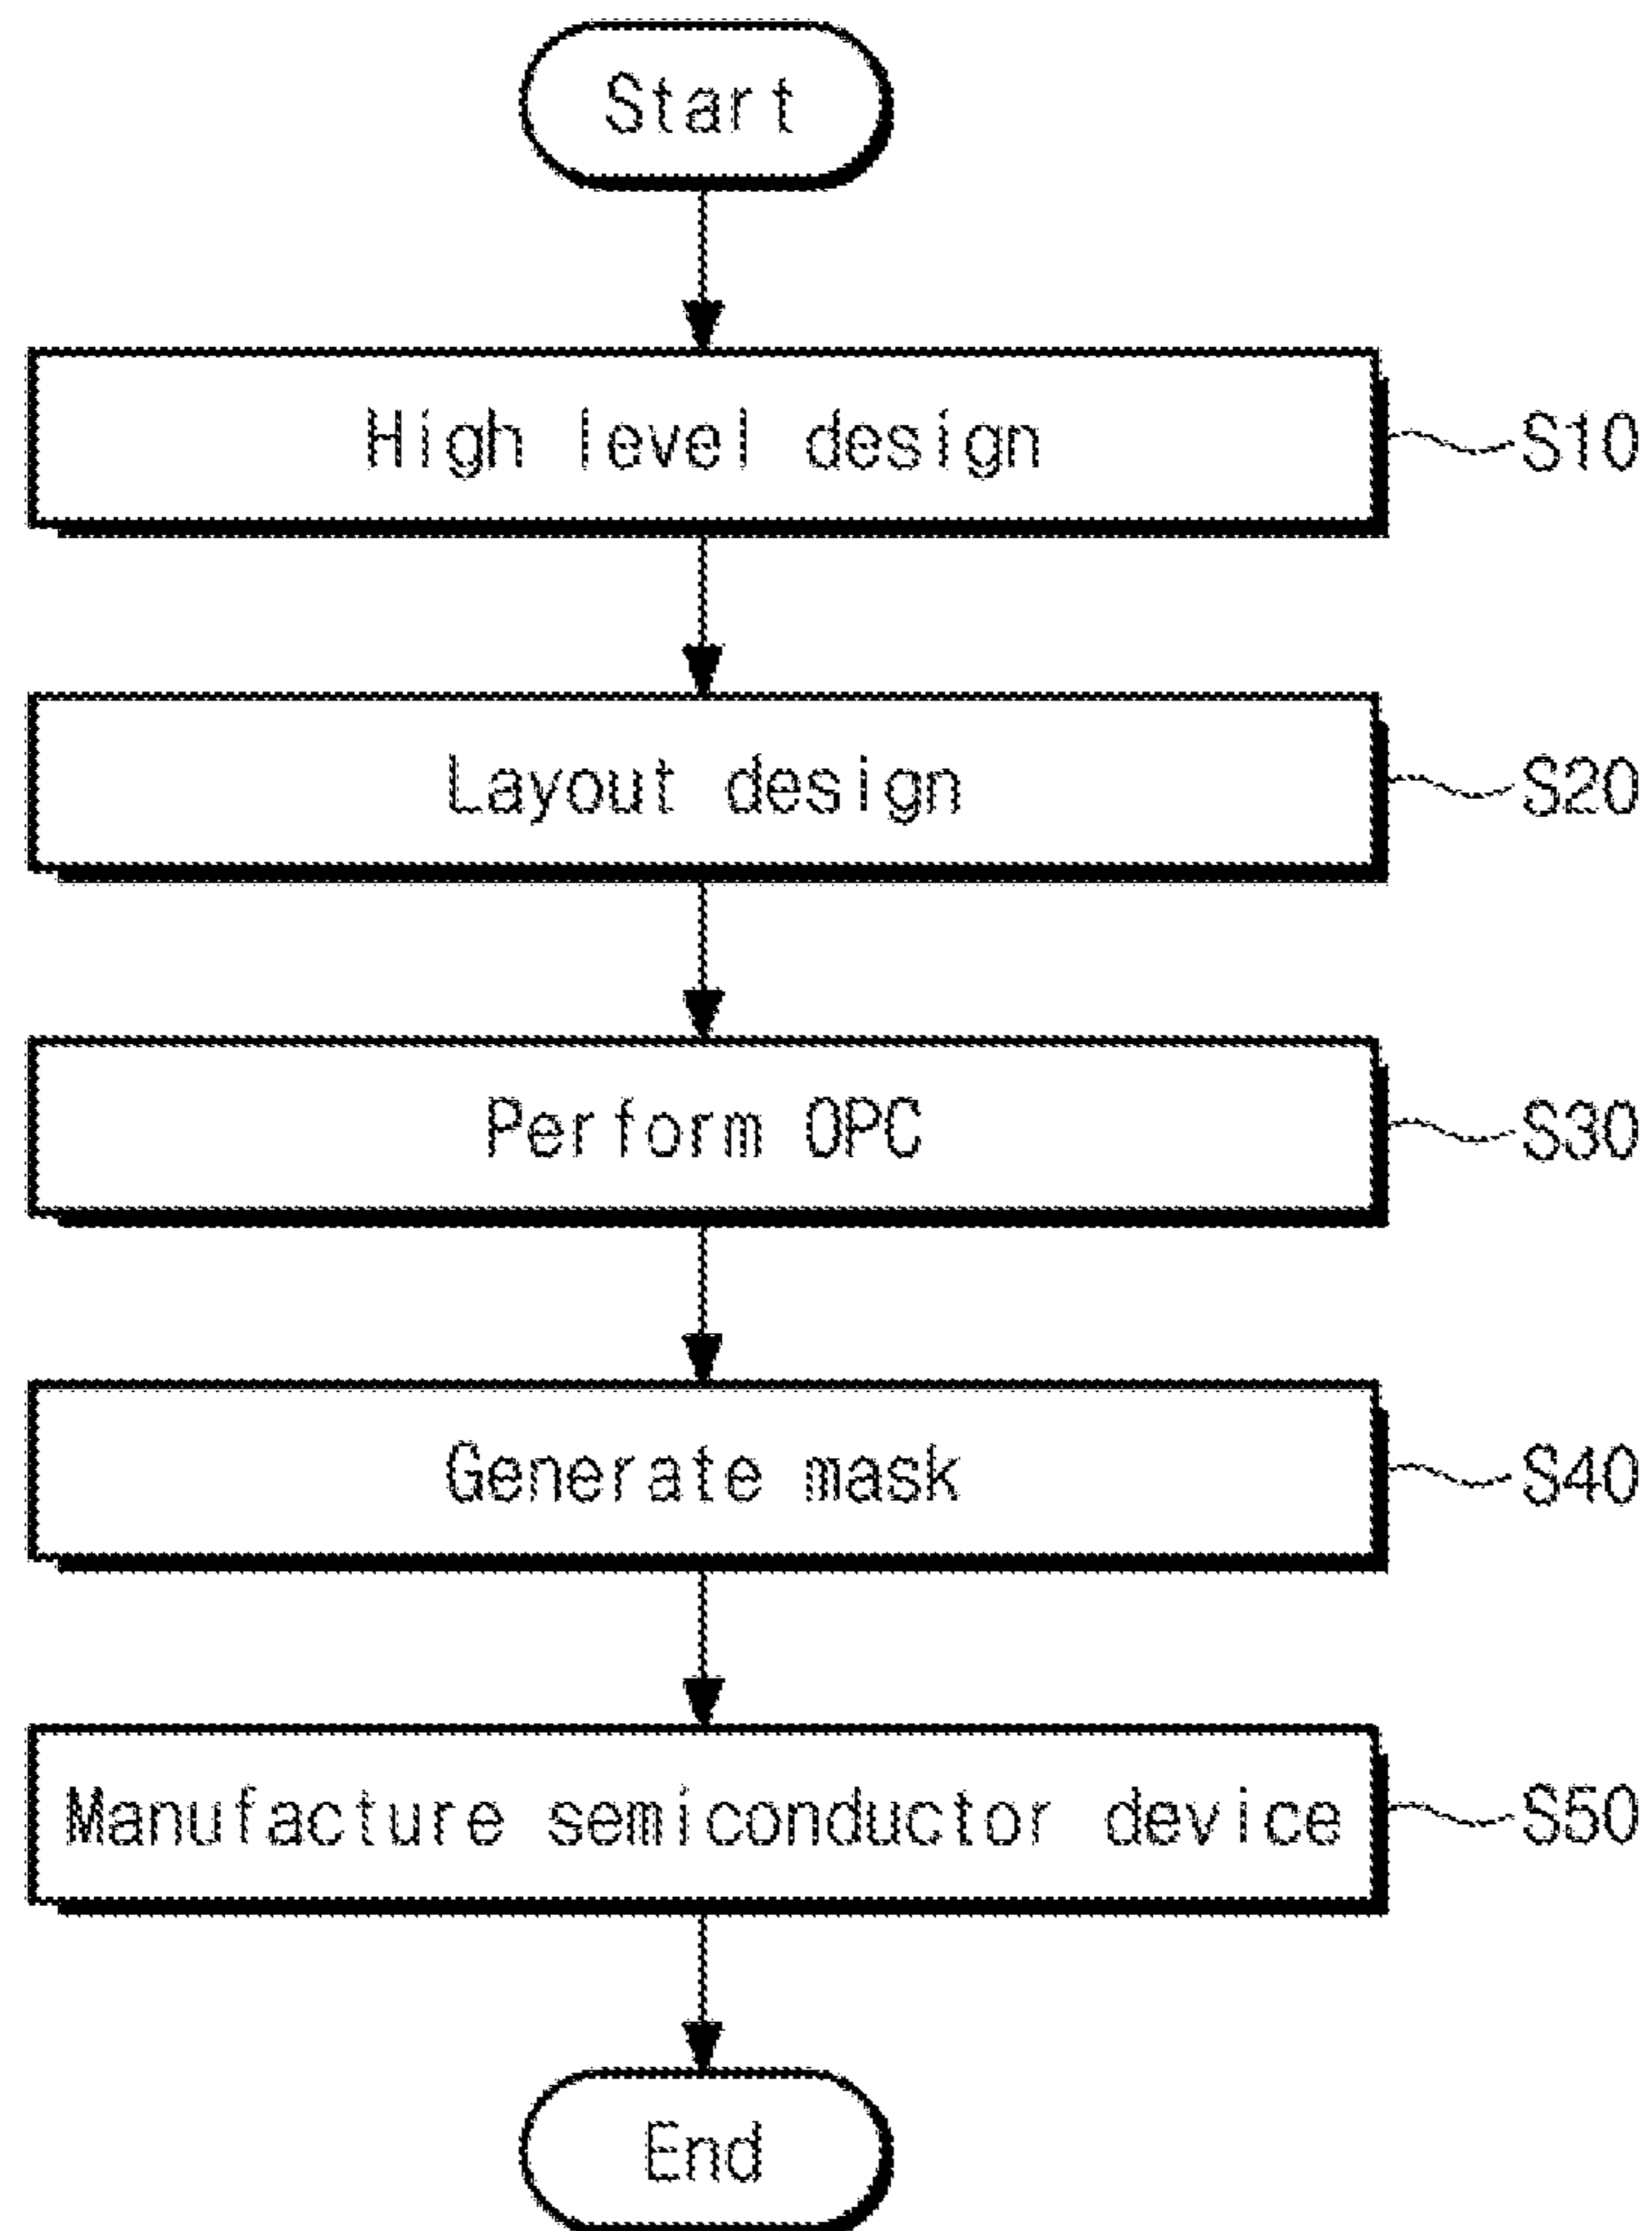 Start
High level design
S10
Layout design
S20
Perform OPC
S30
Generate mask
S40
Manufacture semiconductor device
S50
End